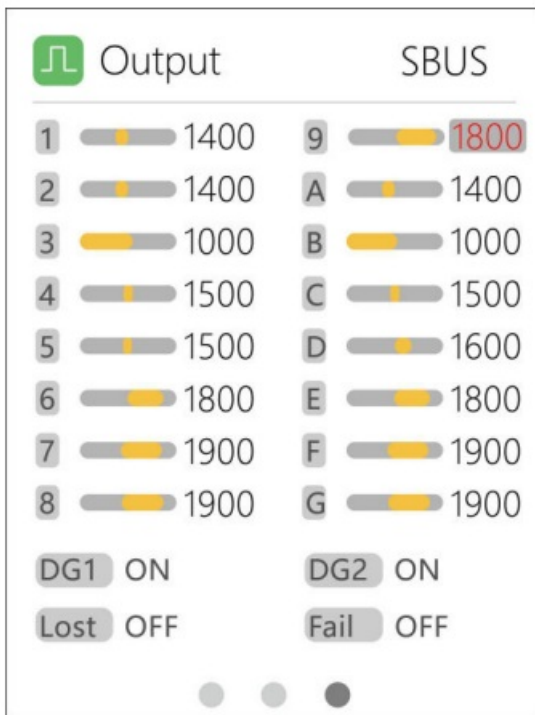 Output SBUS
1 1400 9 1800
2 1400 A 1400
3 1000 B 1000
4 1500 C 1500
5 1500 D 1600
6 1800 E 1800
7 1900 F 1900
8 1900 G 1900
DG1 ON DG2 ON
Lost OFF Fail OFF